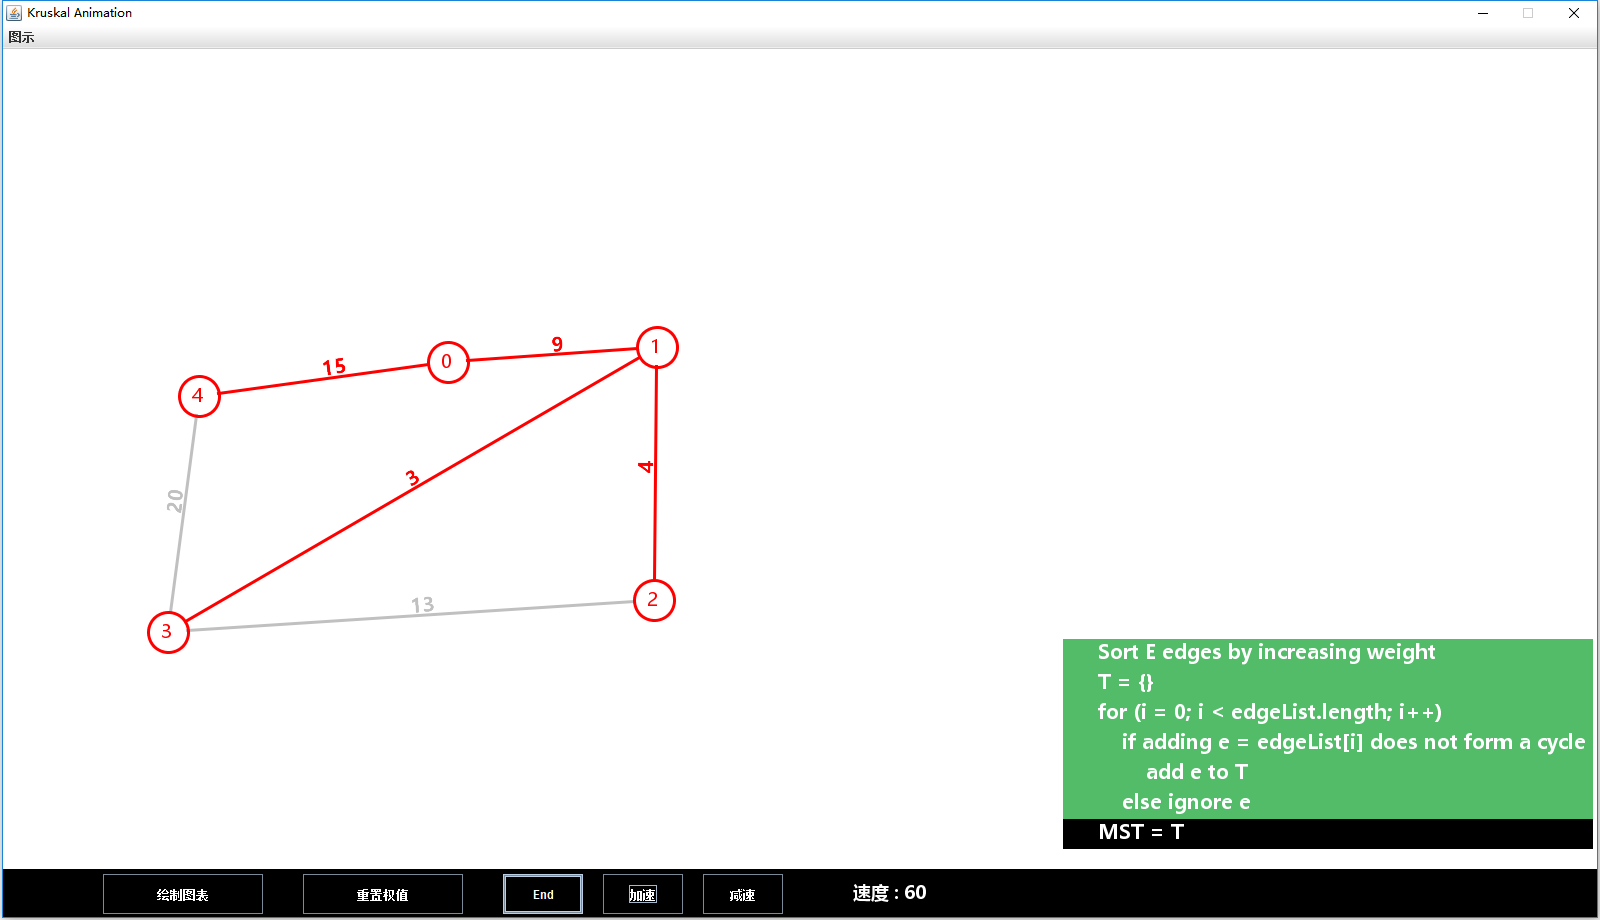 Kruskal Animation
图示
9
1
0
15
4
3
4
20
13
2
3
Sort E edges by increasing weight
T = {}
for (i = 0; i < edgeList.length; i++)
if adding e = edgeList[i] does not form a cycle
add e to T
else ignore e
MST = T
绘制图表
重置权值
End
加速
减速
速度 : 60